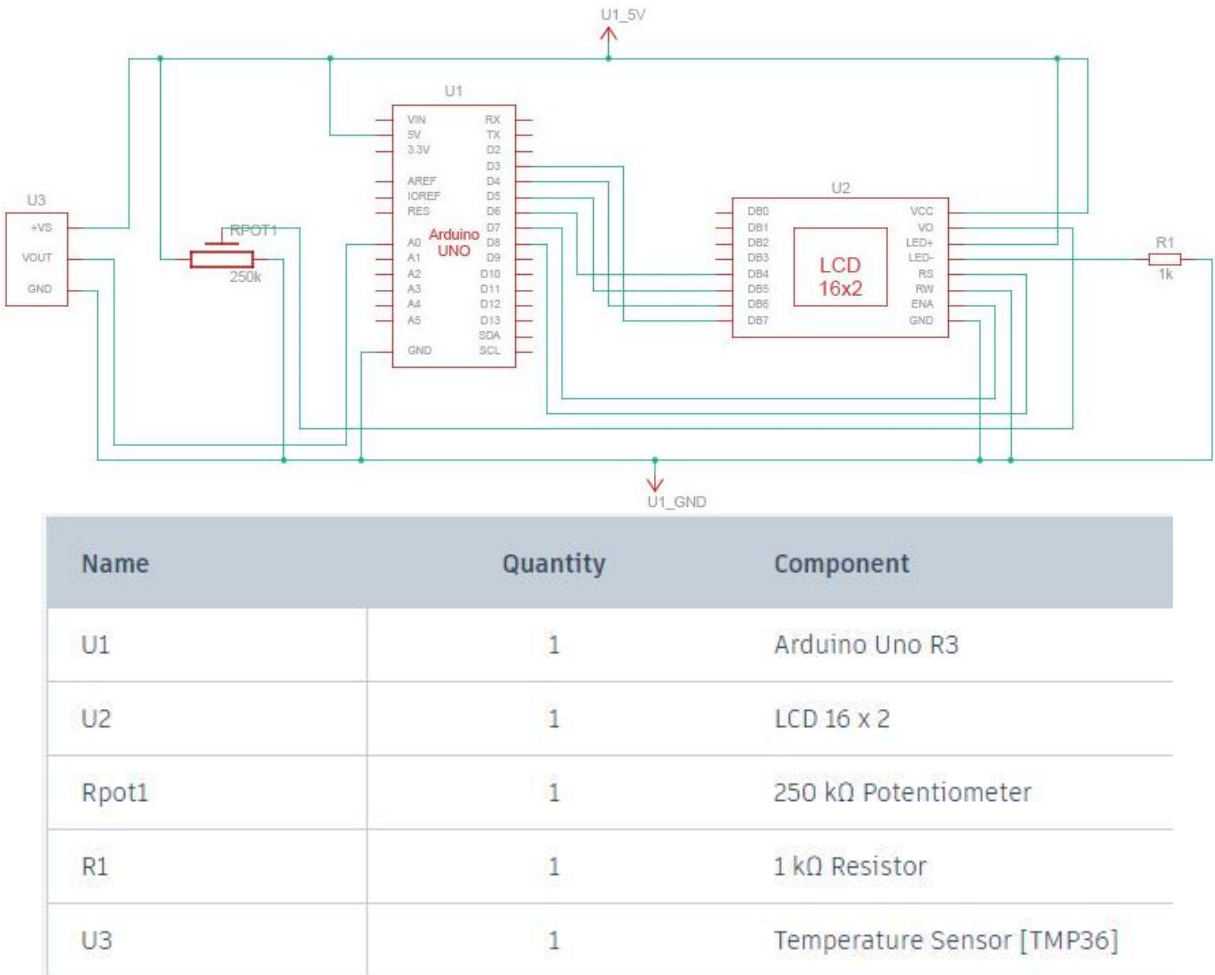 U1_5V
U1
VIN RX
5V TX
3.3V D2
D3
AREF D4
IOREF D5
RES D6
D7
A0 D8
A1 D9
A2 D10
A3 D11
A4 D12
A5 D13
SDA
GND SCL
Arduino
UNO
U3
+VS
VOUT
GND
RPOT1
250k
U2
DB0 VCC
DB1 VO
DB2 LED+
DB3 LED-
DB4 RS
DB5 RW
DB6 ENA
DB7 GND
LCD
16x2
R1
1k
U1_GND
Name Quantity Component
U1 1 Arduino Uno R3
U2 1 LCD 16 x 2
Rpot1 1 250 kΩ Potentiometer
R1 1 1 kΩ Resistor
U3 1 Temperature Sensor [TMP36]